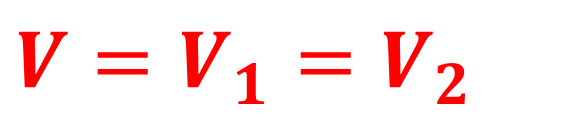 V = V₁ = V₂